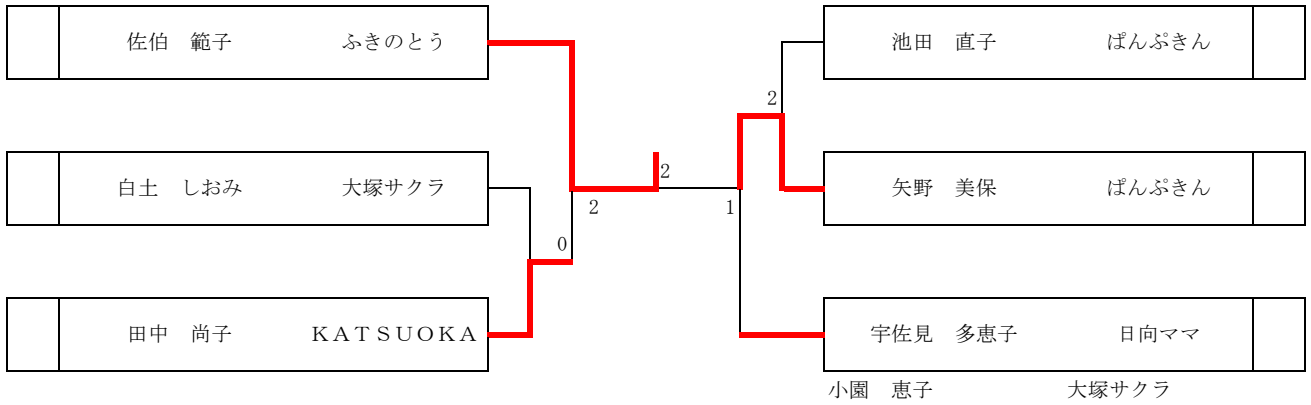 佐伯　範子　ふきのとう
池田　直子　ぱんぷきん
2
白土　しおみ　大塚サクラ
2
矢野　美保　ぱんぷきん
2
1
0
田中　尚子　ＫＡＴＳＵＯＫＡ
宇佐見　多恵子　日向ママ
小園　恵子　大塚サクラ